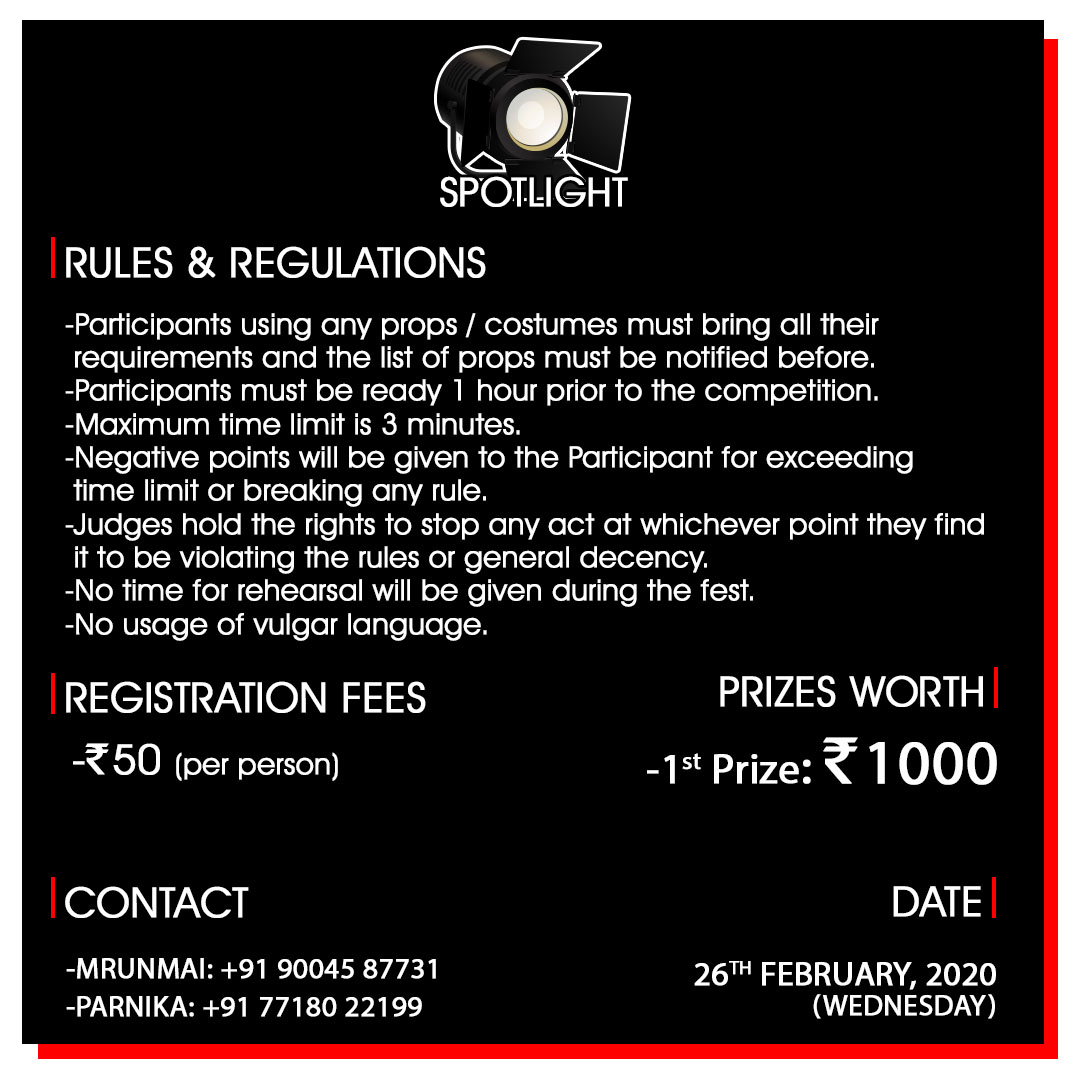 SPOTLIGHT
RULES & REGULATIONS
-Participants using any props / costumes must bring all their
requirements and the list of props must be notified before.
-Participants must be ready 1 hour prior to the competition.
-Maximum time limit is 3 minutes.
-Negative points will be given to the Participant for exceeding
time limit or breaking any rule.
-Judges hold the rights to stop any act at whichever point they find
it to be violating the rules or general decency.
-No time for rehearsal will be given during the fest.
-No usage of vulgar language.
REGISTRATION FEES
-₹50 (per person)
PRIZES WORTH
-1st Prize: ₹1000
CONTACT
-MRUNMAI: +91 90045 87731
-PARNIKA: +91 77180 22199
DATE
26TH FEBRUARY, 2020
(WEDNESDAY)